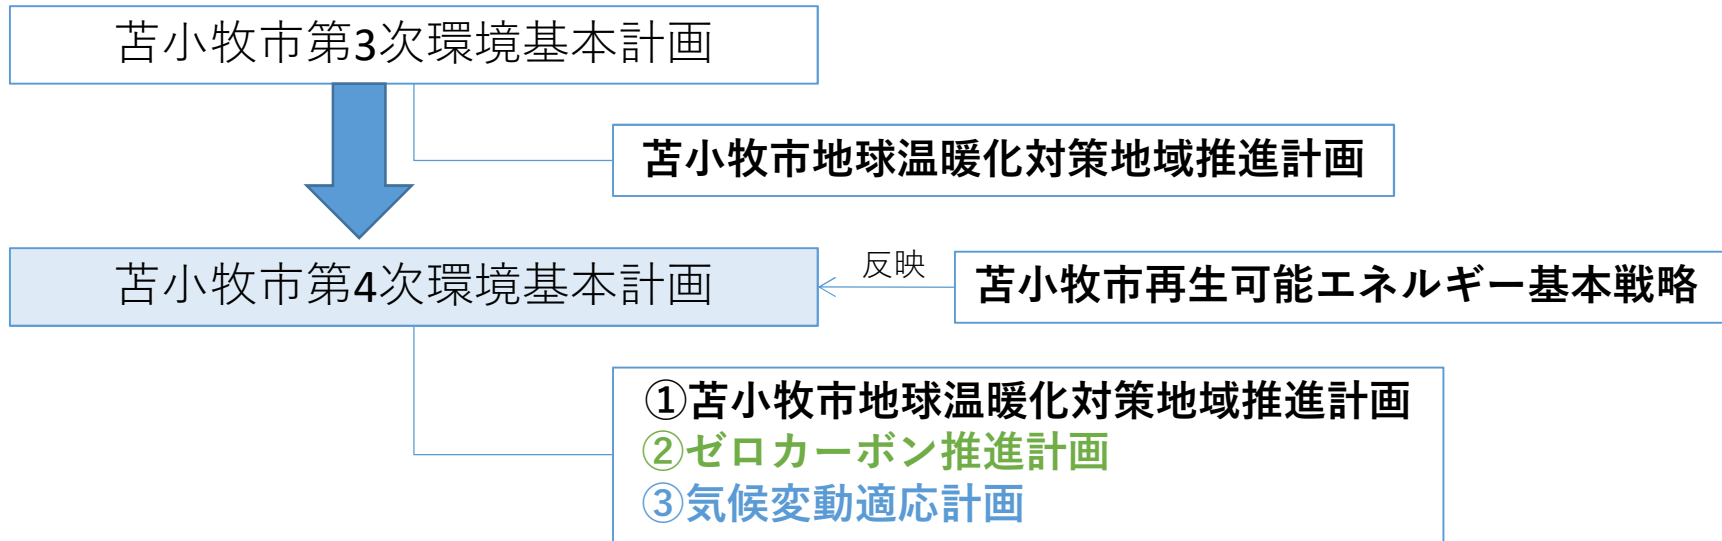 苫小牧市第3次環境基本計画
苫小牧市地球温暖化対策地域推進計画
苫小牧市第4次環境基本計画
反映
苫小牧市再生可能エネルギー基本戦略
①苫小牧市地球温暖化対策地域推進計画
②ゼロカーボン推進計画
③気候変動適応計画